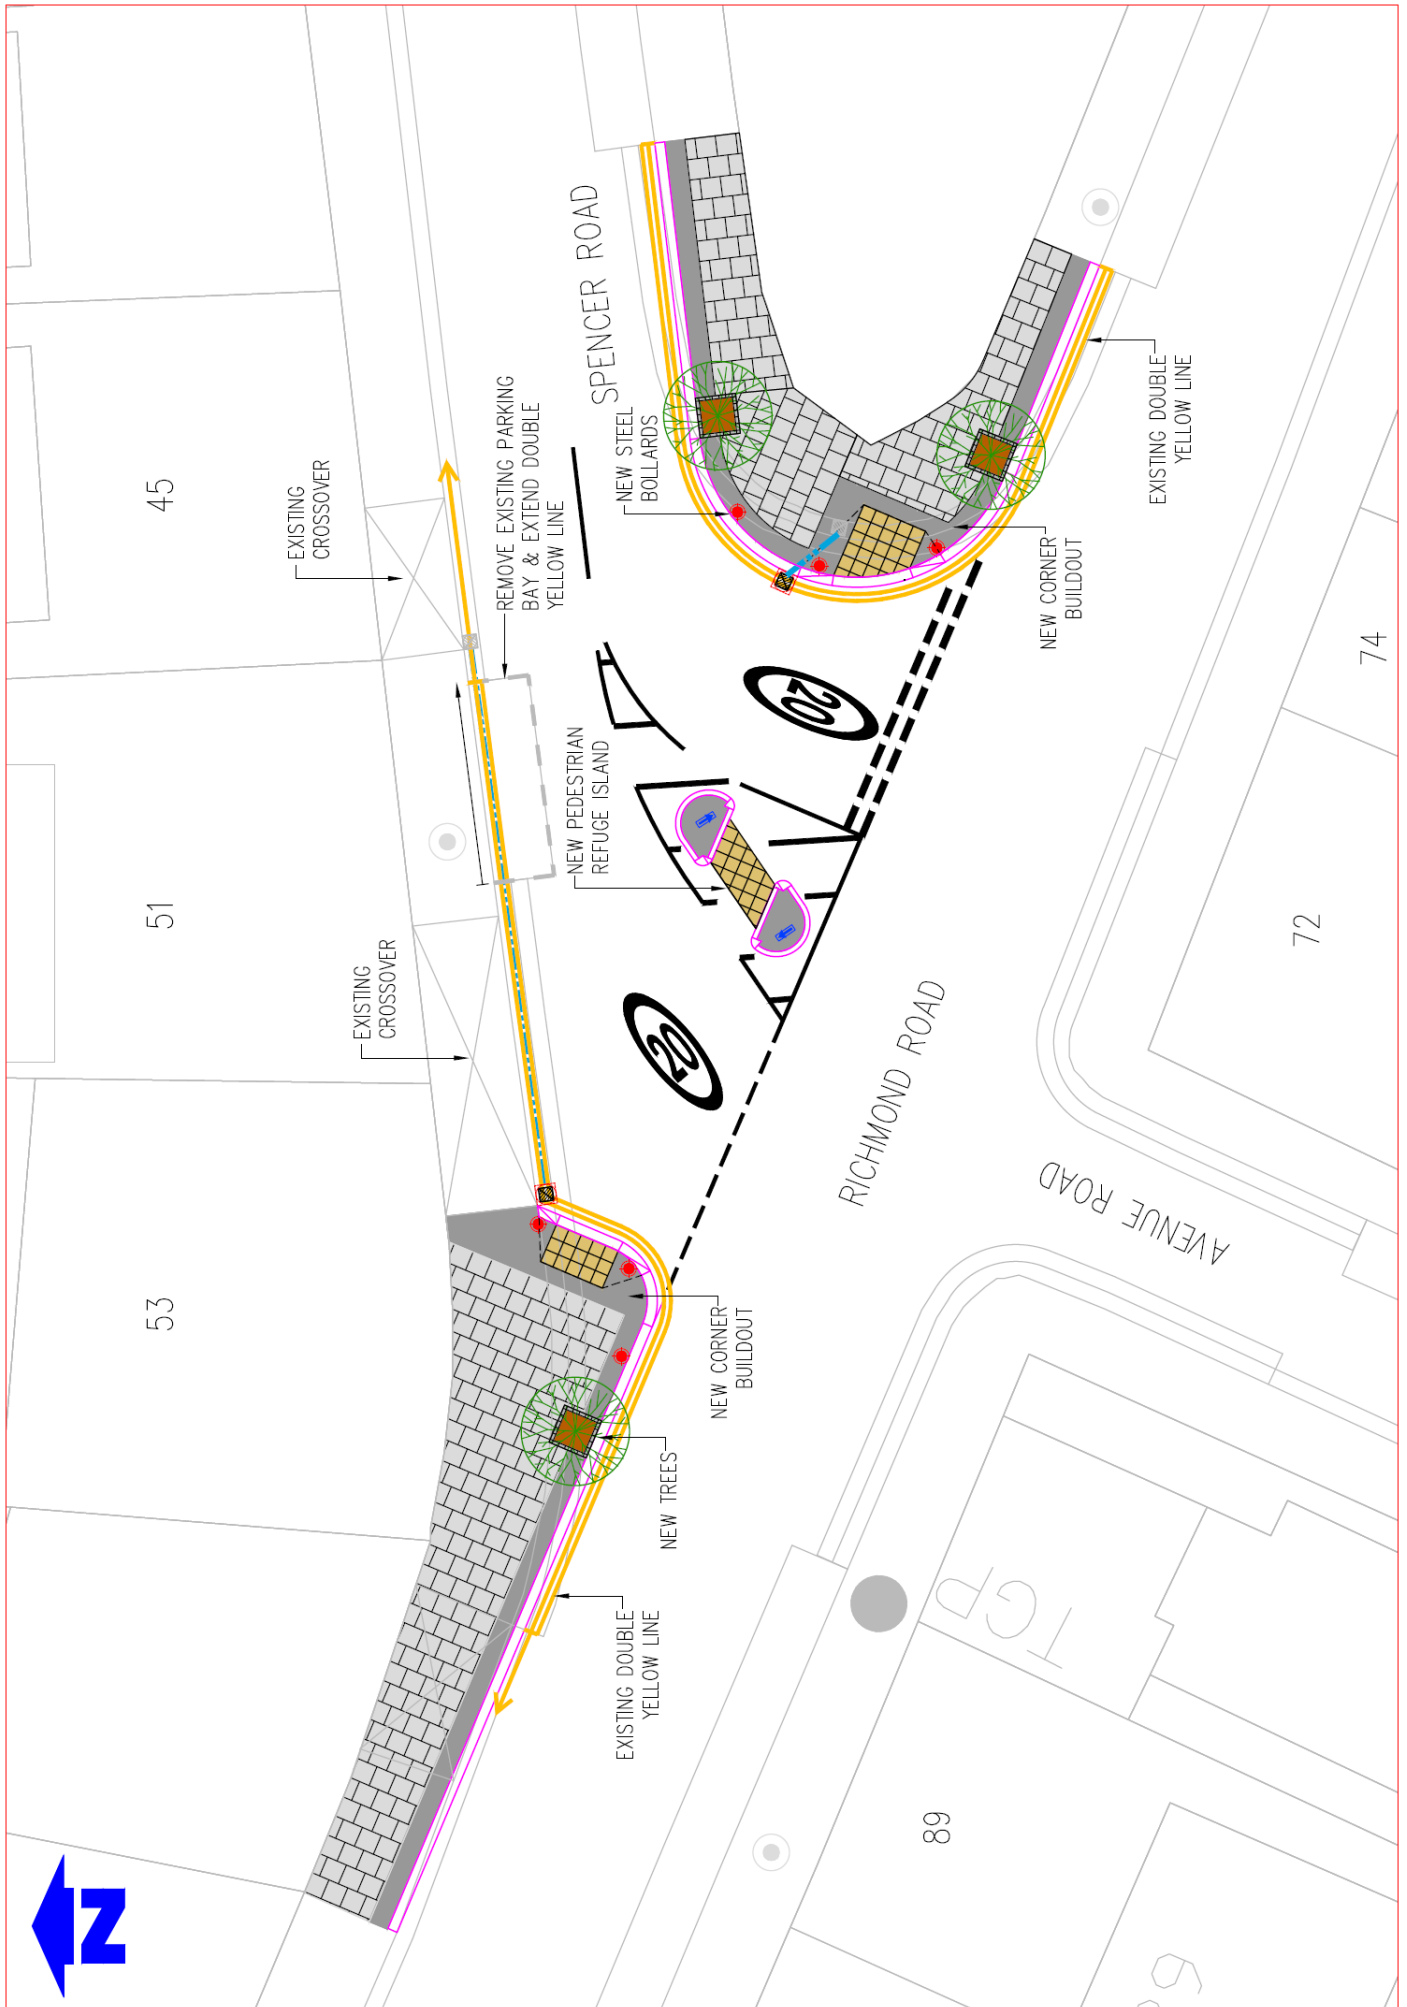 45
EXISTING
CROSSOVER
REMOVE EXISTING PARKING
BAY & EXTEND DOUBLE
YELLOW LINE
SPENCER ROAD
NEW STEEL
BOLLARDS
EXISTING DOUBLE
YELLOW LINE
NEW CORNER
BUILDOUT
74
51
EXISTING
CROSSOVER
NEW PEDESTRIAN
REFUGE ISLAND
20
20
72
RICHMOND ROAD
AVENUE ROAD
53
NEW CORNER
BUILDOUT
NEW TREES
EXISTING DOUBLE
YELLOW LINE
89
N